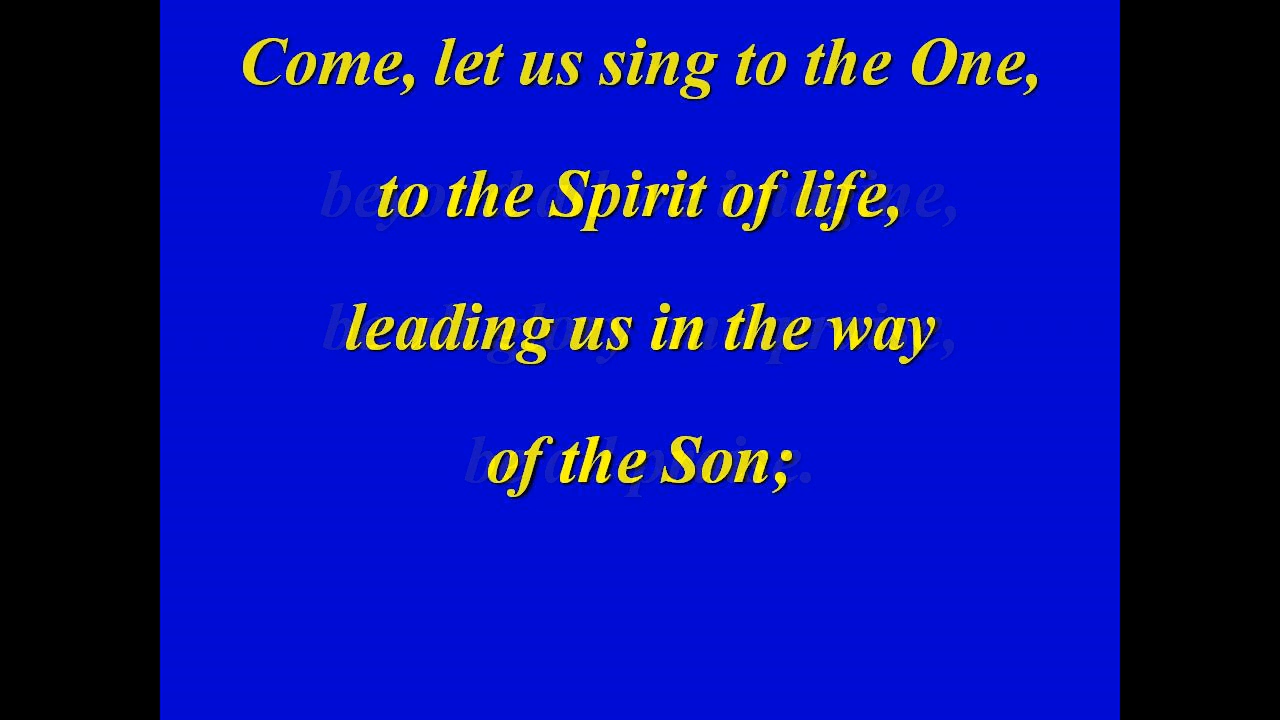 Come, let us sing to the One,
to the Spirit of life,
leading us in the way
of the Son;